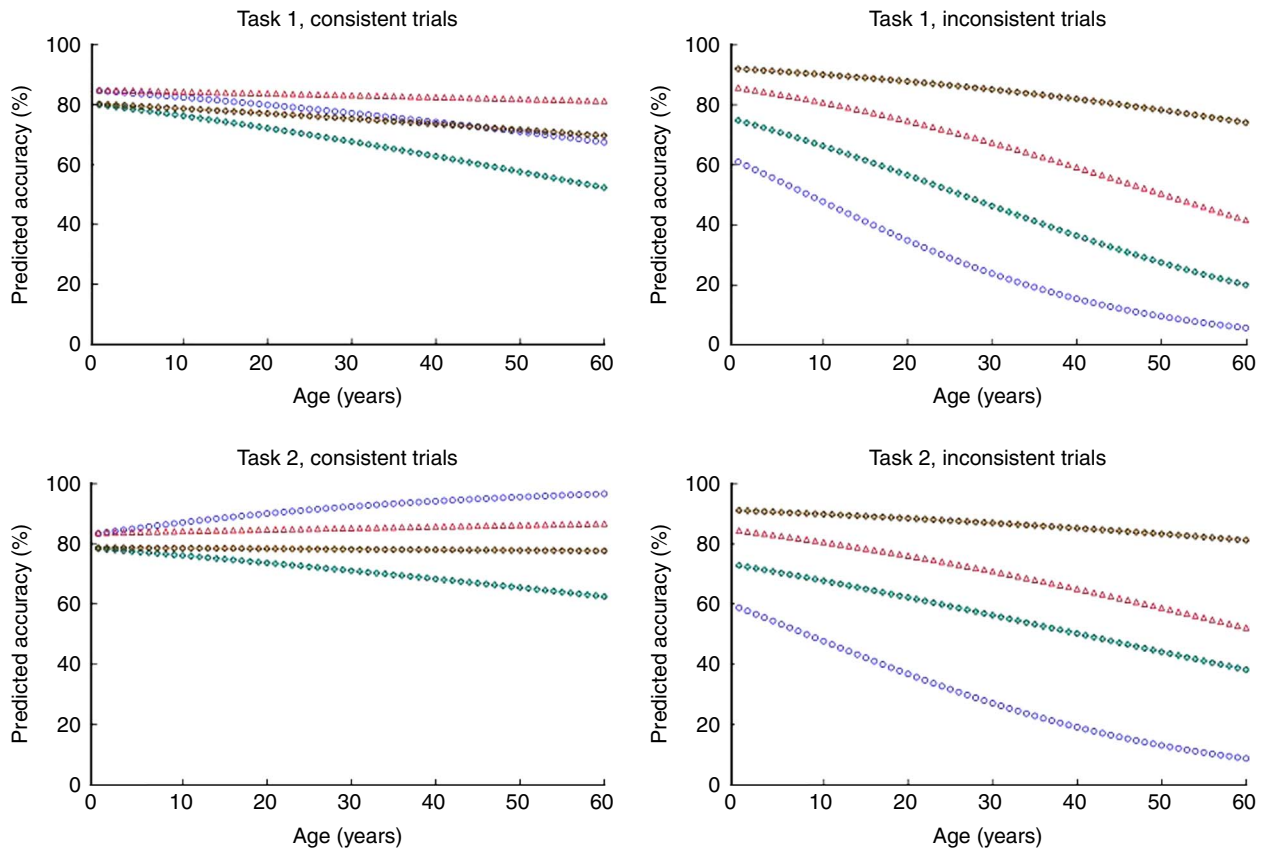 Task 1, consistent trials
Predicted accuracy (%)
100
80
60
40
20
0
0 10 20 30 40 50 60
Age (years)
Task 1, inconsistent trials
Predicted accuracy (%)
100
80
60
40
20
0
0 10 20 30 40 50 60
Age (years)
Task 2, consistent trials
Predicted accuracy (%)
100
80
60
40
20
0
0 10 20 30 40 50 60
Age (years)
Task 2, inconsistent trials
Predicted accuracy (%)
100
80
60
40
20
0
0 10 20 30 40 50 60
Age (years)